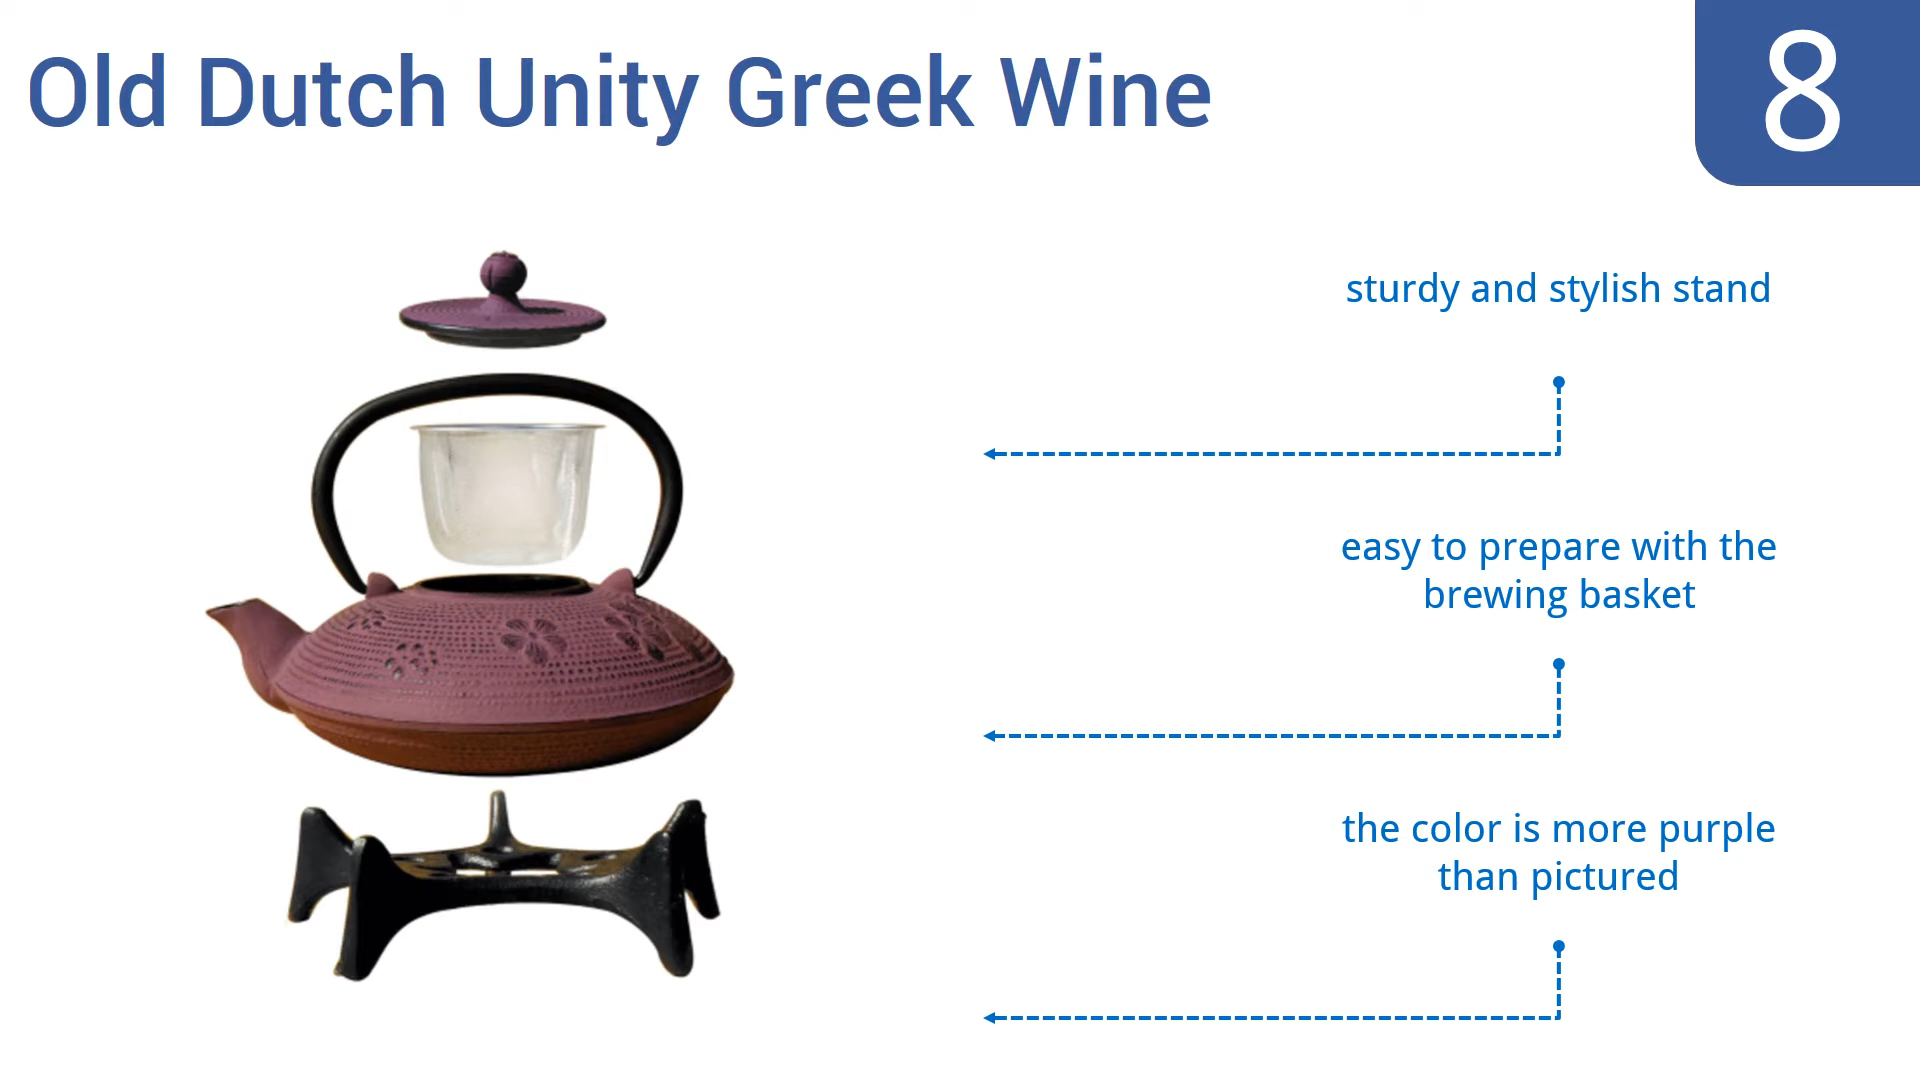 Old Dutch Unity Greek Wine
8
sturdy and stylish stand
easy to prepare with the
brewing basket
the color is more purple
than pictured